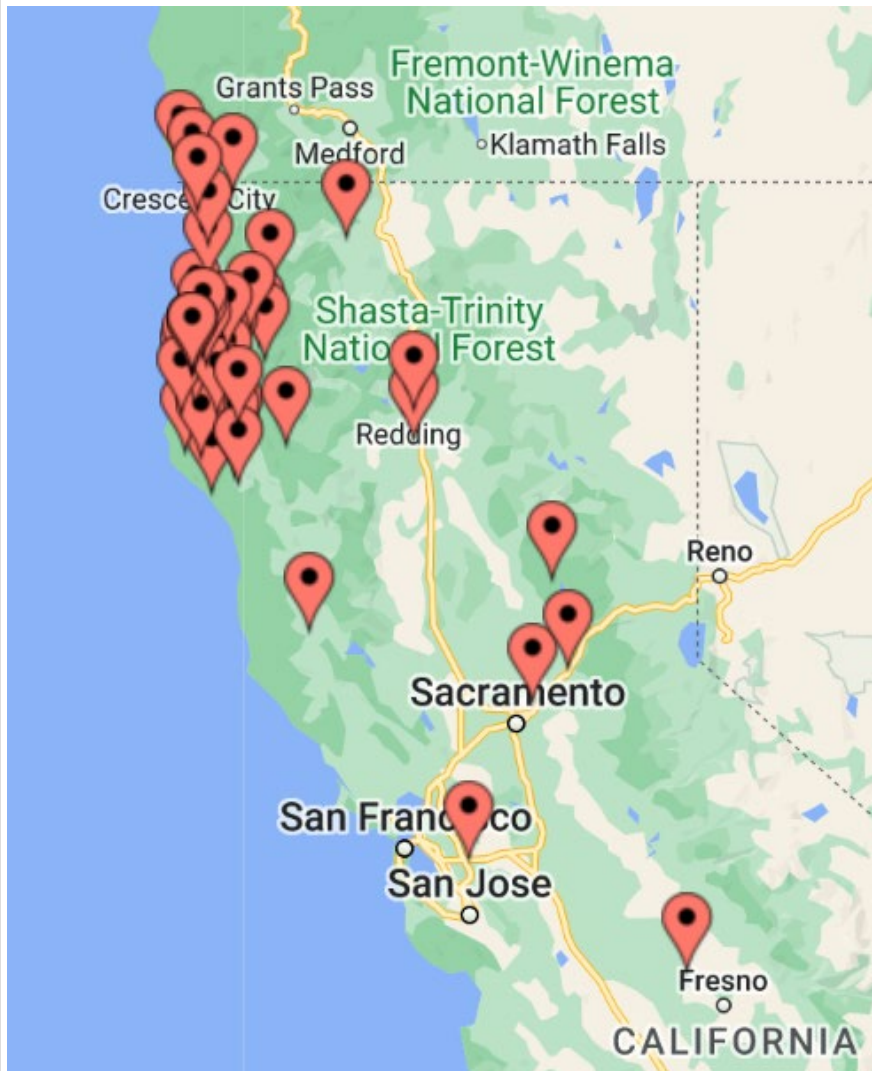 Fremont-Winema
National Forest
Grants Pass
Medford
Klamath Falls
Crescent City
Shasta-Trinity
National Forest
Redding
Reno
Sacramento
San Francisco
San Jose
Fresno
CALIFORNIA